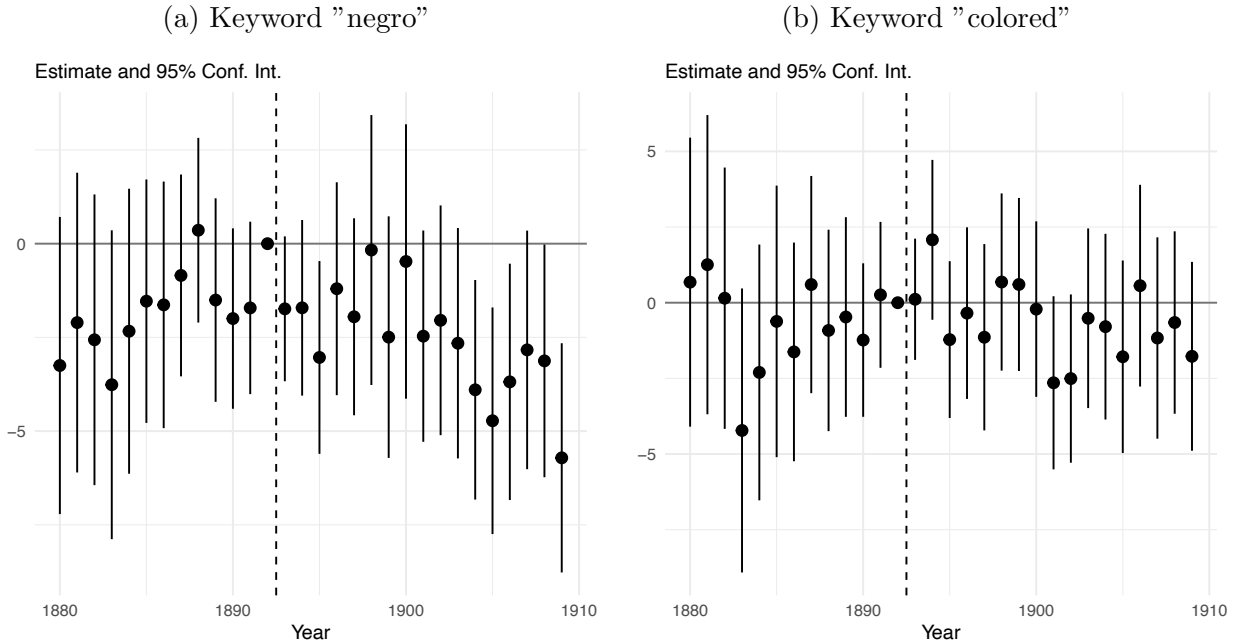 (a) Keyword ”negro”
Estimate and 95% Conf. Int.
0
−5
1880 1890 1900 1910
Year
(b) Keyword ”colored”
Estimate and 95% Conf. Int.
5
0
−5
1880 1890 1900 1910
Year